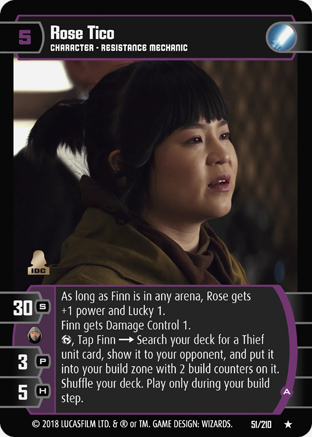 5
Rose Tico
CHARACTER - RESISTANCE MECHANIC
IDC
30 S
3 P
5 H
As long as Finn is in any arena, Rose gets
+1 power and Lucky 1.
Finn gets Damage Control 1.
, Tap Finn → Search your deck for a Thief
unit card, show it to your opponent, and put it
into your build zone with 2 build counters on it.
Shuffle your deck. Play only during your build
step.
A
© 2018 LUCASFILM LTD. & ® or TM. GAME DESIGN: WIZARDS.
51/210 ★